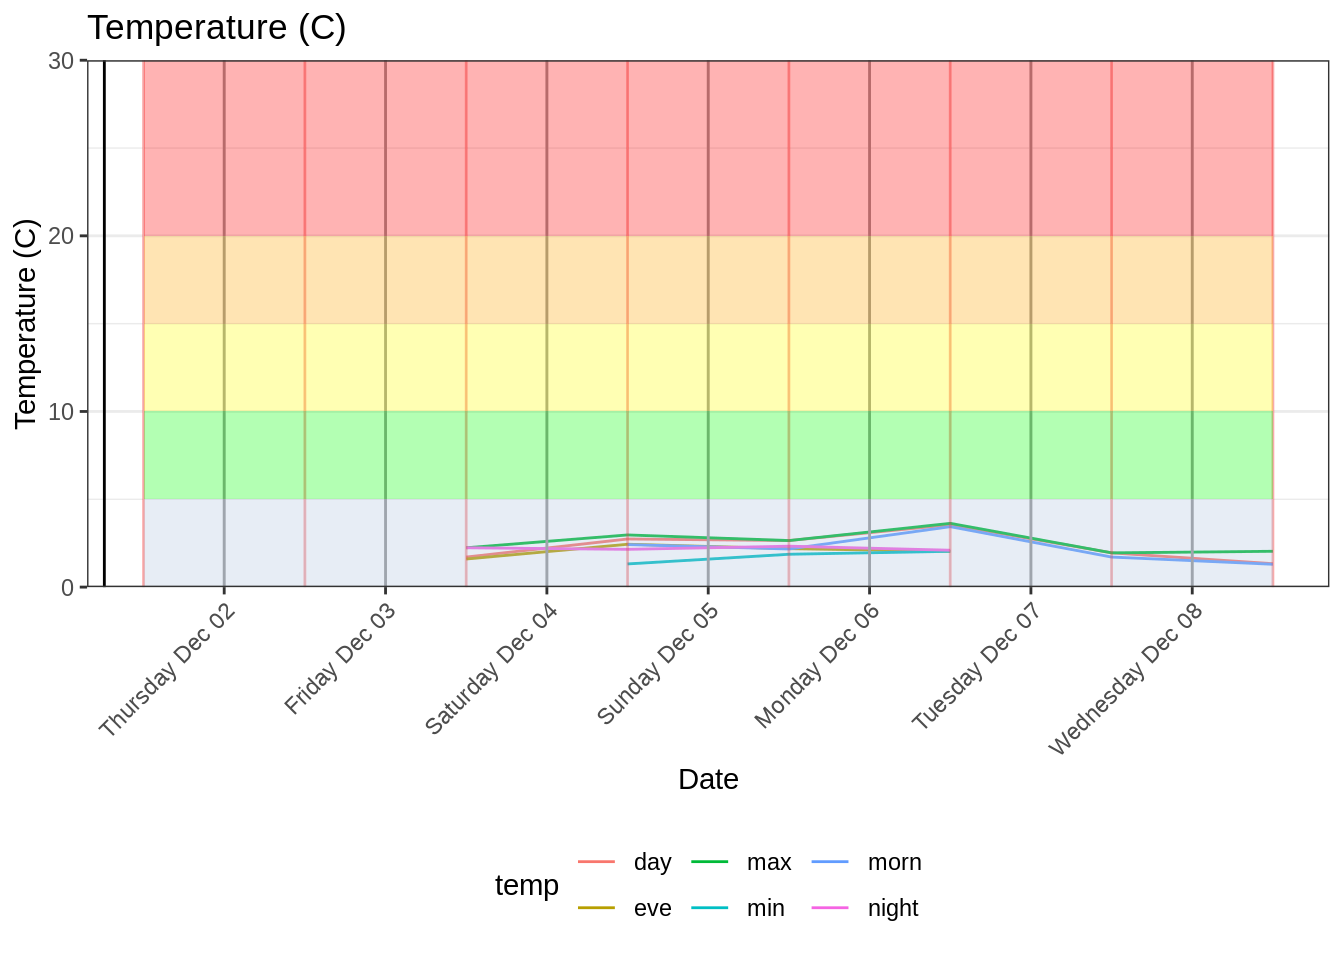 Temperature (C)
Temperature (C)
30
20
10
0
Thursday Dec 02
Friday Dec 03
Saturday Dec 04
Sunday Dec 05
Monday Dec 06
Tuesday Dec 07
Wednesday Dec 08
Date
temp
day
max
morn
eve
min
night